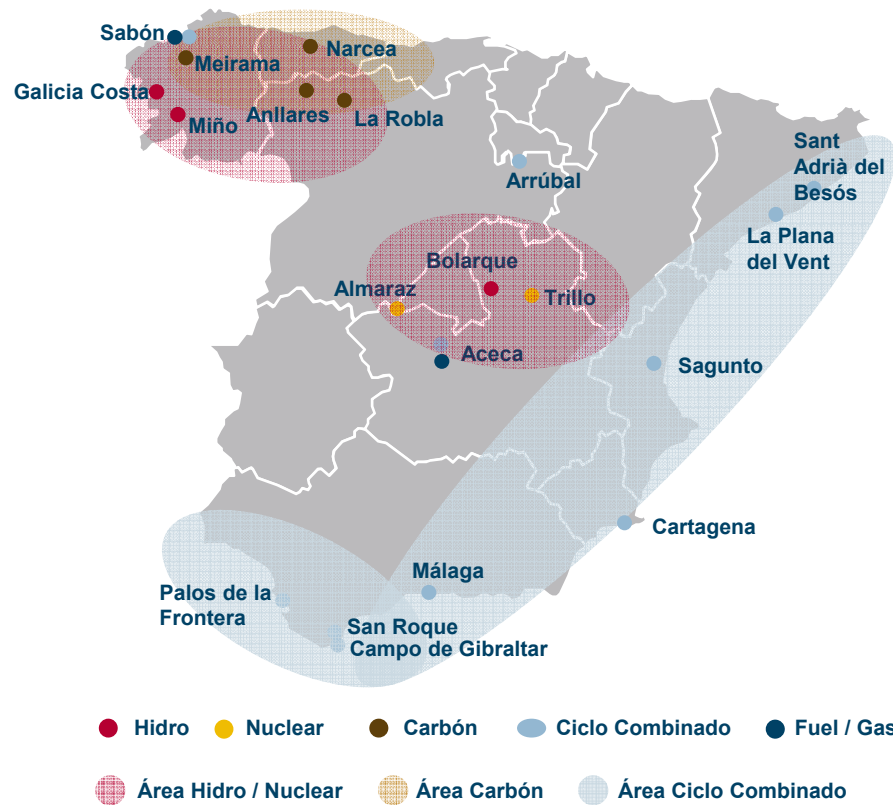 Sabón
Narcea
Meirama
Galicia Costa
Anllares
La Robla
Miño
Sant
Adrià del
Besós
Arrúbal
La Plana
del Vent
Bolarque
Almaraz
Trillo
Aceca
Sagunto
Cartagena
Málaga
Palos de la
Frontera
San Roque
Campo de Gibraltar
Hidro
Nuclear
Carbón
Ciclo Combinado
Fuel / Gas
Área Hidro / Nuclear
Área Carbón
Área Ciclo Combinado